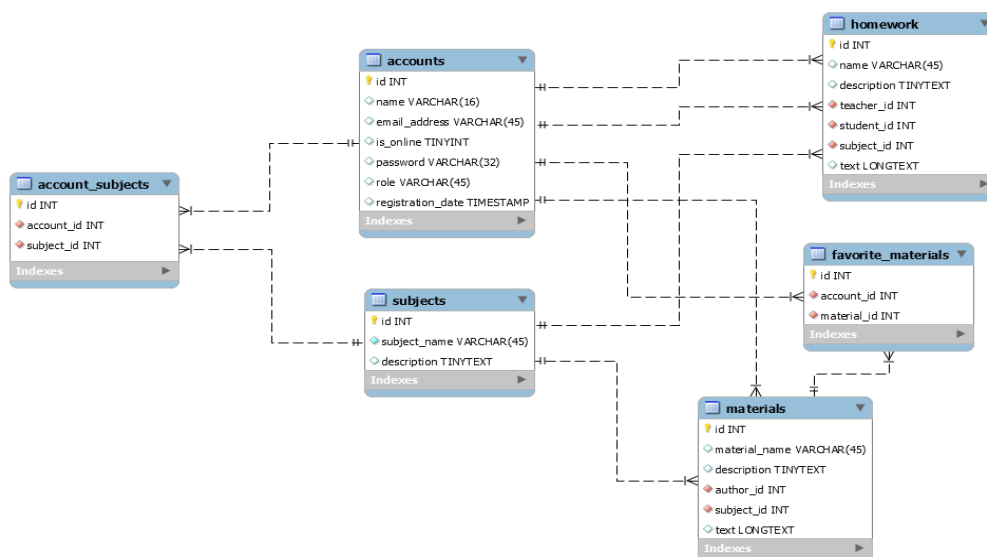 homework
id INT
name VARCHAR(45)
description TINYTEXT
teacher_id INT
student_id INT
subject_id INT
text LONGTEXT
Indexes
accounts
id INT
name VARCHAR(16)
email_address VARCHAR(45)
is_online TINYINT
password VARCHAR(32)
role VARCHAR(45)
registration_date TIMESTAMP
Indexes
account_subjects
id INT
account_id INT
subject_id INT
Indexes
favorite_materials
id INT
account_id INT
material_id INT
Indexes
subjects
id INT
subject_name VARCHAR(45)
description TINYTEXT
Indexes
materials
id INT
material_name VARCHAR(45)
description TINYTEXT
author_id INT
subject_id INT
text LONGTEXT
Indexes